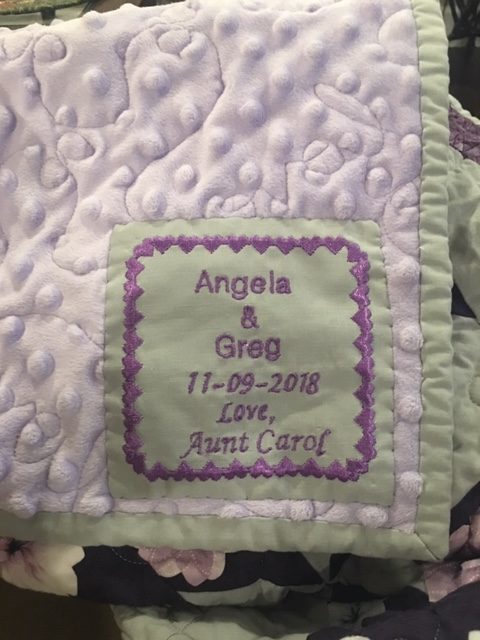 Angela
&
Greg
11-09-2018
Love,
Aunt Carol